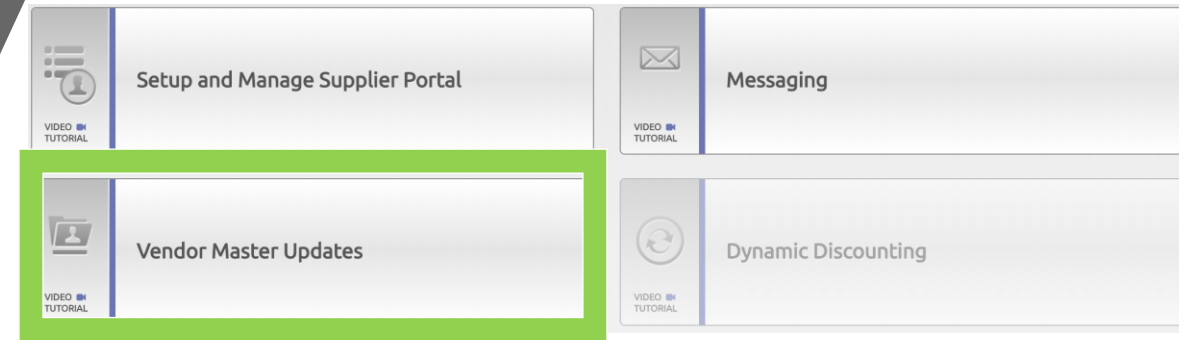 Setup and Manage Supplier Portal
VIDEO
TUTORIAL
Messaging
VIDEO
TUTORIAL
Vendor Master Updates
VIDEO
TUTORIAL
Dynamic Discounting
VIDEO
TUTORIAL